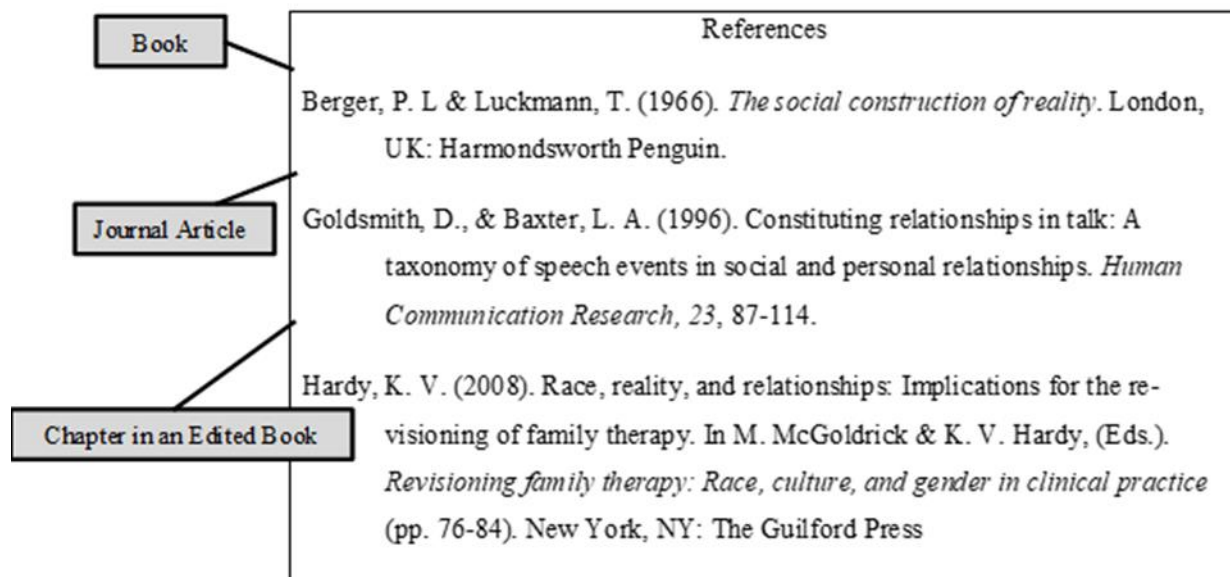 References
Book
Berger, P. L & Luckmann, T. (1966). The social construction of reality. London,
UK: Harmondsworth Penguin.
Journal Article
Goldsmith, D., & Baxter, L. A. (1996). Constituting relationships in talk: A
taxonomy of speech events in social and personal relationships. Human
Communication Research, 23, 87-114.
Chapter in an Edited Book
Hardy, K. V. (2008). Race, reality, and relationships: Implications for the re-
visioning of family therapy. In M. McGoldrick & K. V. Hardy, (Eds.).
Revisioning family therapy: Race, culture, and gender in clinical practice
(pp. 76-84). New York, NY: The Guilford Press